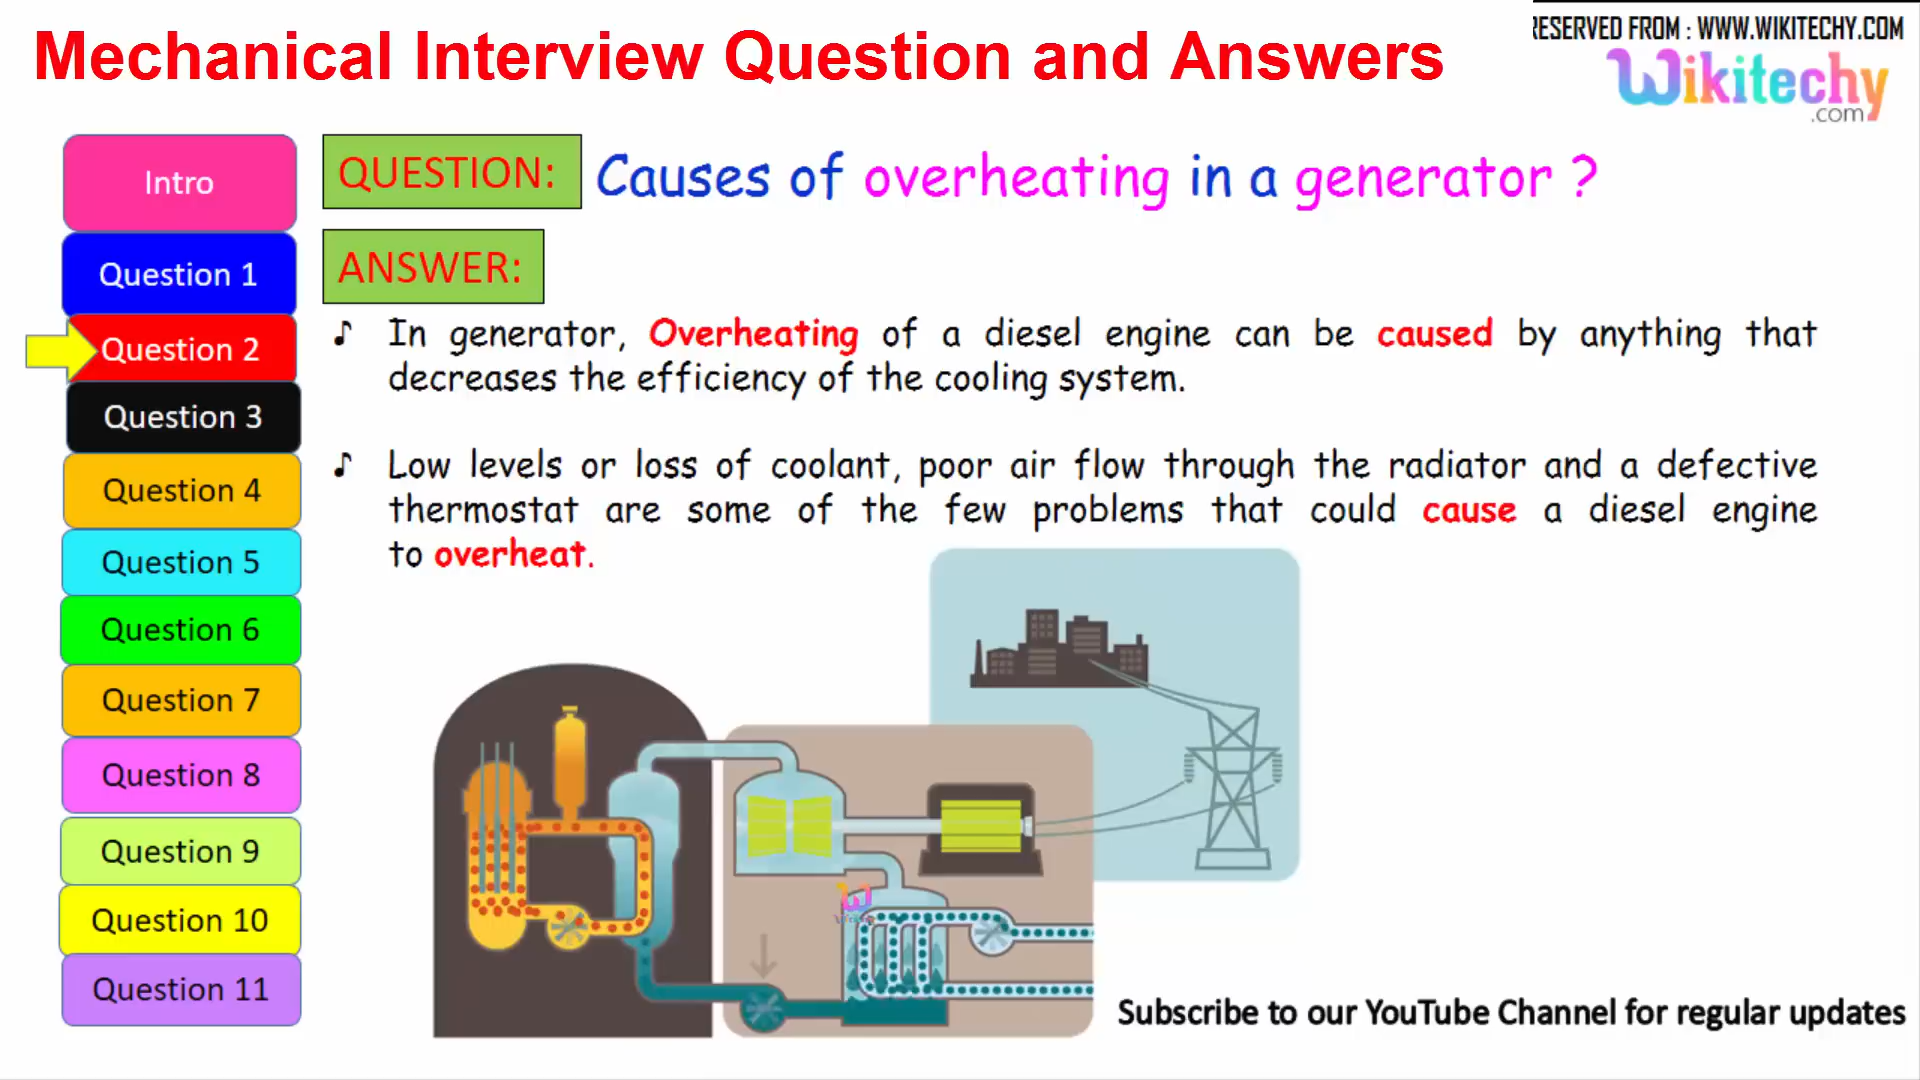 Mechanical Interview Question and Answers
RESERVED FROM : WWW.WIKITECHY.COM
Wikitechy
.com
Intro
Question 1
Question 2
Question 3
Question 4
Question 5
Question 6
Question 7
Question 8
Question 9
Question 10
Question 11
QUESTION: Causes of overheating in a generator ?
ANSWER:
♪ In generator, Overheating of a diesel engine can be caused by anything that
decreases the efficiency of the cooling system.
♪ Low levels or loss of coolant, poor air flow through the radiator and a defective
thermostat are some of the few problems that could cause a diesel engine
to overheat.
Subscribe to our YouTube Channel for regular updates